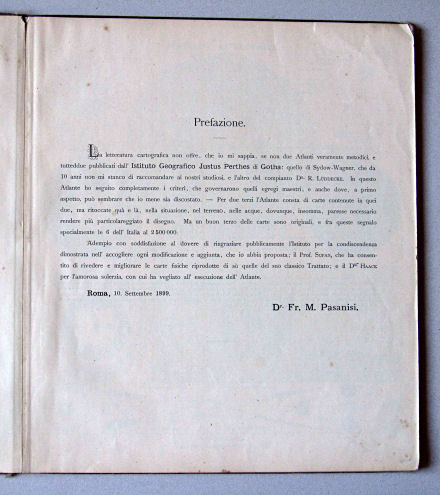 Prefazione.
La letteratura cartografica non offre, che io mi sappia, se non due Atlanti veramente metodici, e
tutteddue pubblicati dall' Istituto Geografico Justus Perthes di Gotha: quello di Sydow-Wagner, che da
10 anni non mi stanco di raccomandare ai nostri studiosi, e l'altro del compianto Dr. R. LÜDDECKE. In questo
Atlante ho seguito completamente i criteri, che governarono quelli egregi maestri, e anche dove, a primo
aspetto, può sembrare che io meno sia discostato. — Per due terzi l'Atlante consta di carte contenute in quei
due, ma ritoccate quà e là, nella situazione, nel terreno, nelle acque, dovunque, insomma, paresse necessario
rendere più particolareggiato il disegno. Ma un buon terzo delle carte sono originali, e fra queste segnalo
specialmente le 6 dell' Italia al 2 500 000.
Adempio con soddisfazione al dovere di ringraziare pubblicamente l'Istituto per la condiscendenza
dimostrata nell' accogliere ogni modificazione e aggiunta, che io abbia proposta; il Prof. SUPAN, che ha consen-
tito di rivedere e migliorare le carte fisiche riprodotte di sù quelle del suo classico Trattato; e il Dor HAACK
per l'amorosa solerzia, con cui ha vegliato all' esecuzione dell' Atlante.
Roma, 10. Settembre 1899.
Dr. Fr. M. Pasanisi.